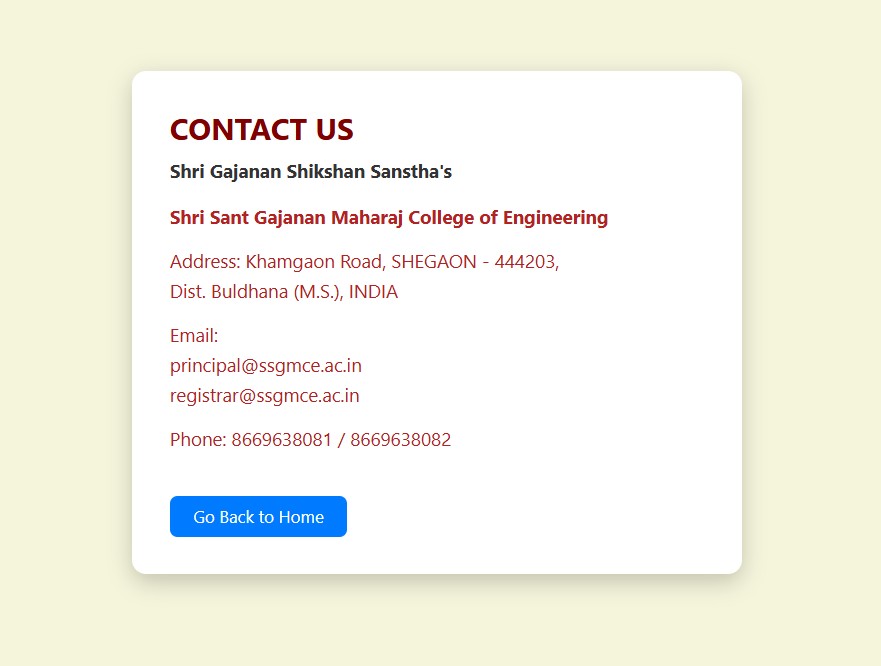 CONTACT US
Shri Gajanan Shikshan Sanstha's
Shri Sant Gajanan Maharaj College of Engineering
Address: Khamgaon Road, SHEGAON - 444203,
Dist. Buldhana (M.S.), INDIA
Email:
principal@ssgmce.ac.in
registrar@ssgmce.ac.in
Phone: 8669638081 / 8669638082
Go Back to Home